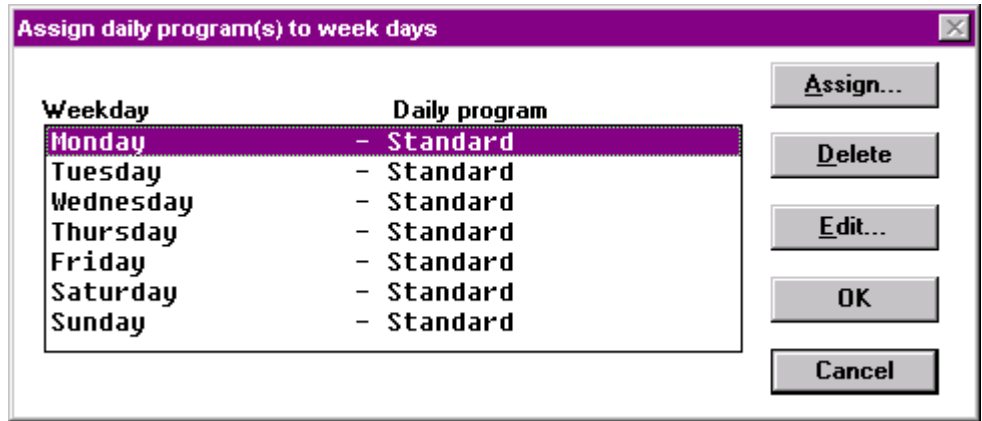 Assign daily program(s) to week days
Weekday Daily program
Monday - Standard
Tuesday - Standard
Wednesday - Standard
Thursday - Standard
Friday - Standard
Saturday - Standard
Sunday - Standard
Assign...
Delete
Edit...
OK
Cancel